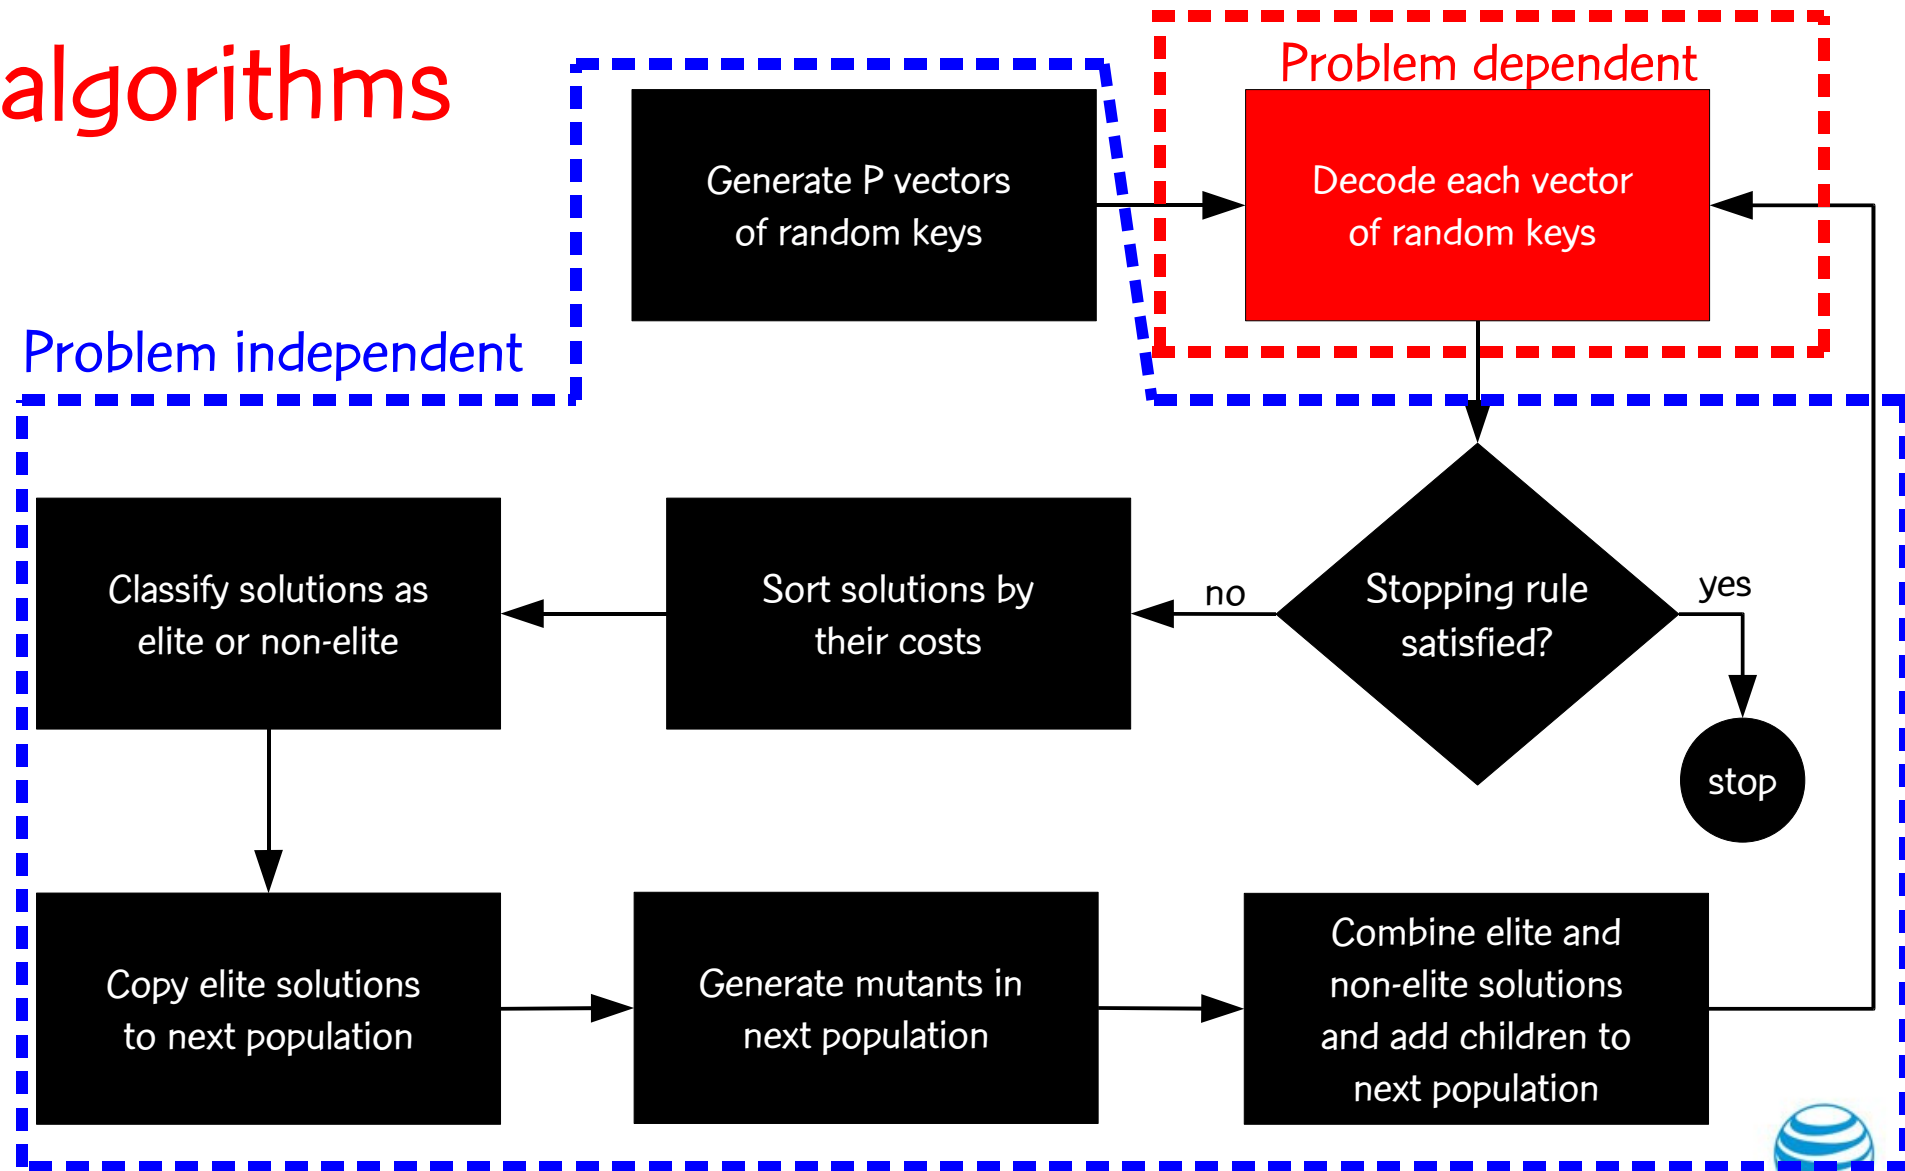 algorithms
Problem dependent
Generate P vectors
of random keys
Decode each vector
of random keys
Problem independent
Classify solutions as
elite or non-elite
Sort solutions by
their costs
no
Stopping rule
satisfied?
yes
stop
Copy elite solutions
to next population
Generate mutants in
next population
Combine elite and
non-elite solutions
and add children to
next population